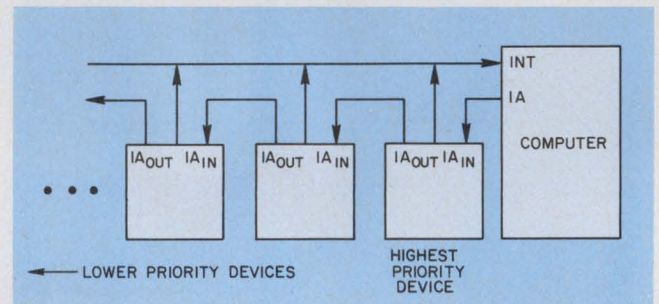 INT
IA
COMPUTER
IAOUT IAIN
IAOUT IAIN
IAOUT IAIN
• • •
HIGHEST
PRIORITY
DEVICE
LOWER PRIORITY DEVICES